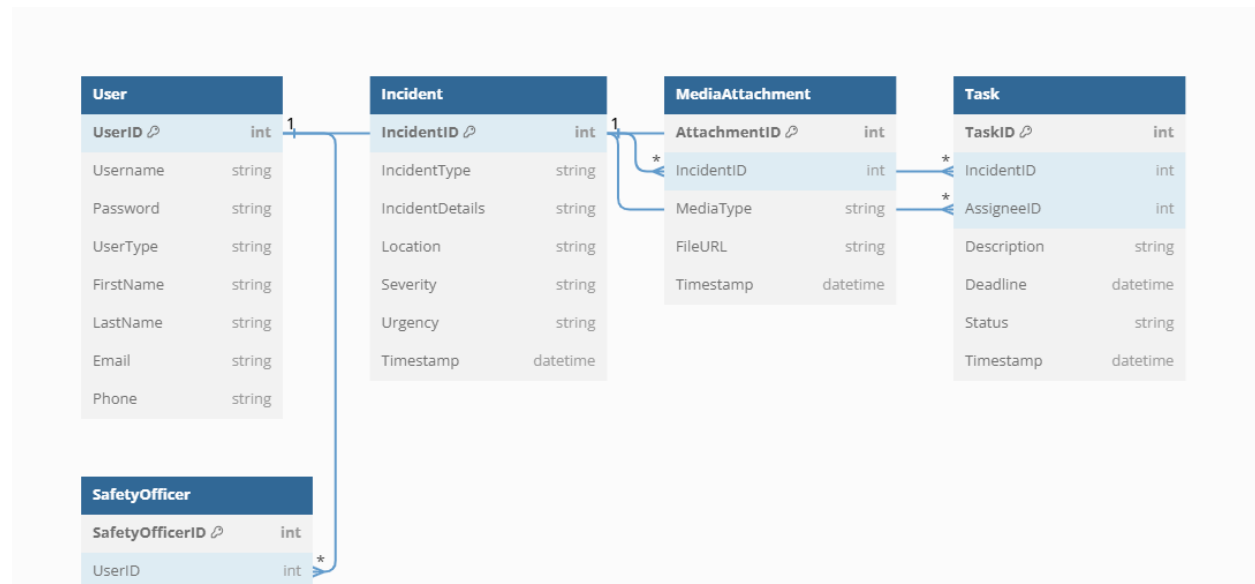 User
UserID int
Username string
Password string
UserType string
FirstName string
LastName string
Email string
Phone string
1
Incident
IncidentID int
IncidentType string
IncidentDetails string
Location string
Severity string
Urgency string
Timestamp datetime
1
MediaAttachment
AttachmentID int
* IncidentID int
MediaType string
FileURL string
Timestamp datetime
Task
TaskID int
* IncidentID int
* AssigneeID int
Description string
Deadline datetime
Status string
Timestamp datetime
SafetyOfficer
SafetyOfficerID int
UserID int *